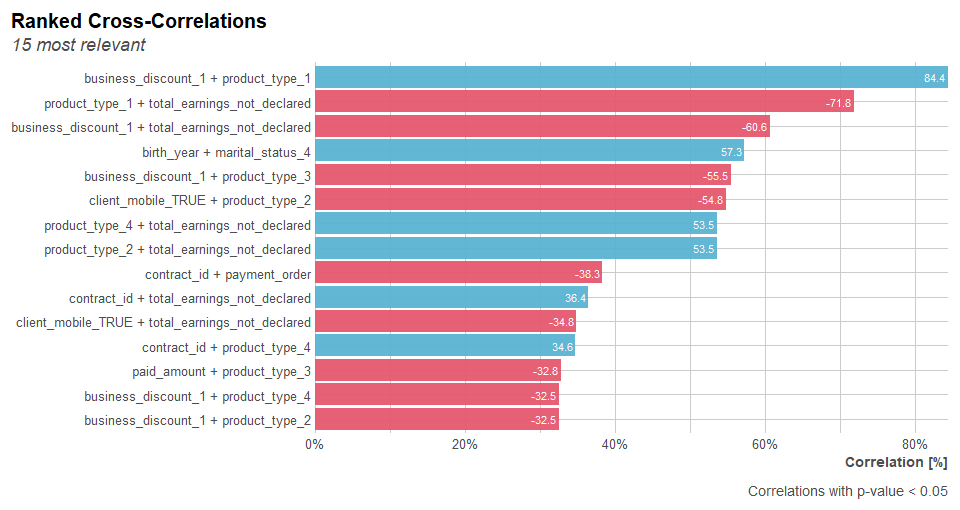 Ranked Cross-Correlations
15 most relevant
business_discount_1 + product_type_1 84.4
product_type_1 + total_earnings_not_declared -71.8
business_discount_1 + total_earnings_not_declared -60.6
birth_year + marital_status_4 57.3
business_discount_1 + product_type_3 -55.5
client_mobile_TRUE + product_type_2 -54.8
product_type_4 + total_earnings_not_declared 53.5
product_type_2 + total_earnings_not_declared 53.5
contract_id + payment_order -38.3
contract_id + total_earnings_not_declared 36.4
client_mobile_TRUE + total_earnings_not_declared -34.8
contract_id + product_type_4 34.6
paid_amount + product_type_3 -32.8
business_discount_1 + product_type_4 -32.5
business_discount_1 + product_type_2 -32.5
0% 20% 40% 60% 80%
Correlation [%]
Correlations with p-value < 0.05